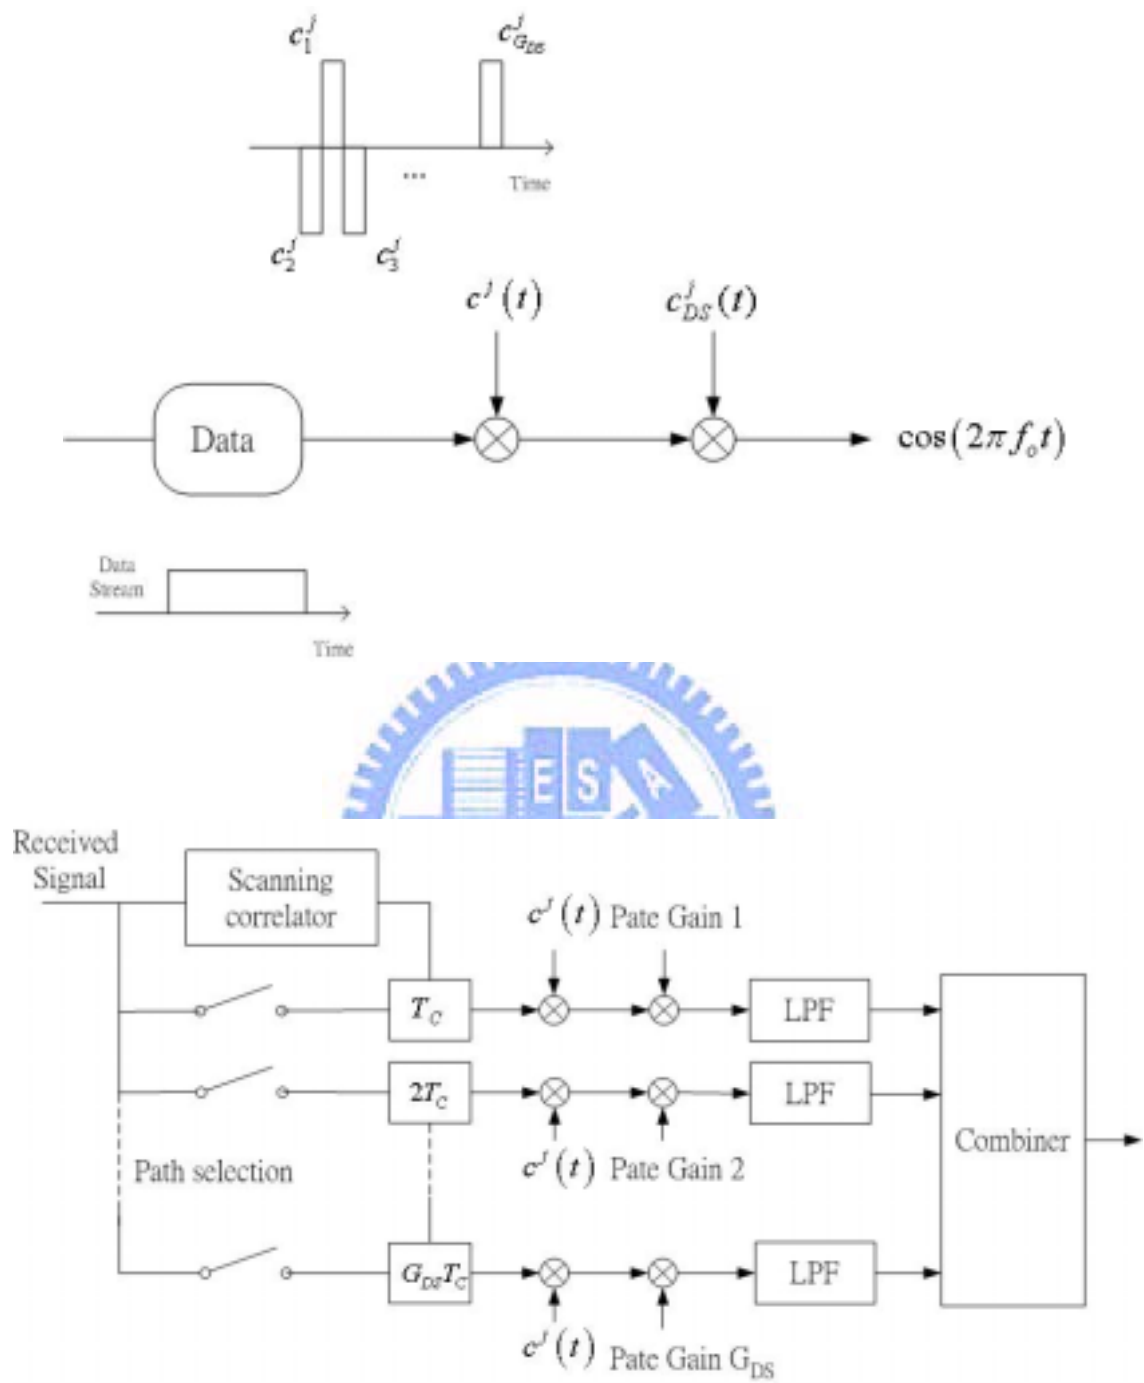 c_1^j
c_{G_{DS}}^j
...
Time
c_2^j
c_3^j
c^j(t)
c_{DS}^j(t)
Data
cos(2πf_o t)
Data
Stream
Time
E S A
Received
Signal
Scanning
correlator
c^j(t) Pate Gain 1
T_C
LPF
2T_C
LPF
Combiner
Path selection
c^j(t) Pate Gain 2
G_{DS}T_C
LPF
c^j(t) Pate Gain G_{DS}